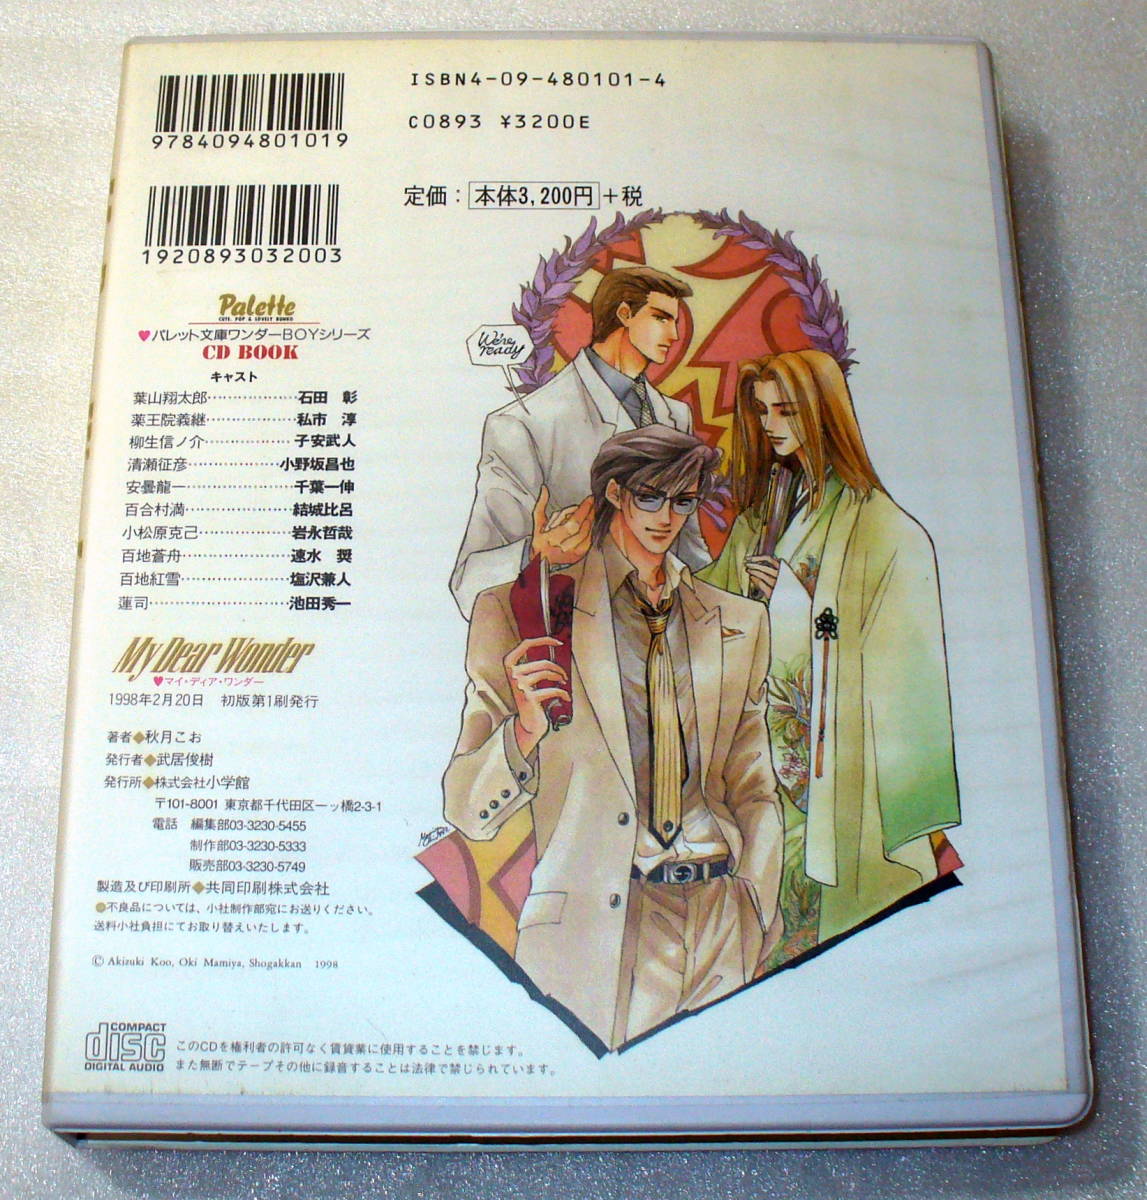 ISBN4-09-480101-4
C0893 ¥3200E
9784094801019
定価：本体3,200円＋税
1920893032003
Palette
CUTE, POP & LOVELY BUNKO
♥パレット文庫ワンダーBOYシリーズ
CD BOOK
キャスト
葉山翔太郎………………石田　彰
薬王院義継………………私市　淳
柳生信ノ介………………子安武人
清瀬征彦………………小野坂昌也
安曇龍一………………千葉一伸
百合村満………………結城比呂
小松原克己………………岩永哲哉
百地蒼舟………………速水　奨
百地紅雪………………塩沢兼人
蓮司………………池田秀一
We're
ready
My Dear Wonder
♥マイ・ディア・ワンダー
1998年2月20日　初版第1刷発行
著者◆秋月こお
発行者◆武居俊樹
発行所◆株式会社小学館
〒101-8001 東京都千代田区一ッ橋2-3-1
電話　編集部03-3230-5455
制作部03-3230-5333
販売部03-3230-5749
製造及び印刷所◆共同印刷株式会社
●不良品については、小社制作部宛にお送りください。
送料小社負担にてお取り替えいたします。
© Akizuki Koo, Oki Mamiya, Shogakkan 1998
COMPACT
disc
DIGITAL AUDIO
このCDを権利者の許可なく賃貸業に使用することを禁じます。
また無断でテープその他に録音することは法律で禁じられています。